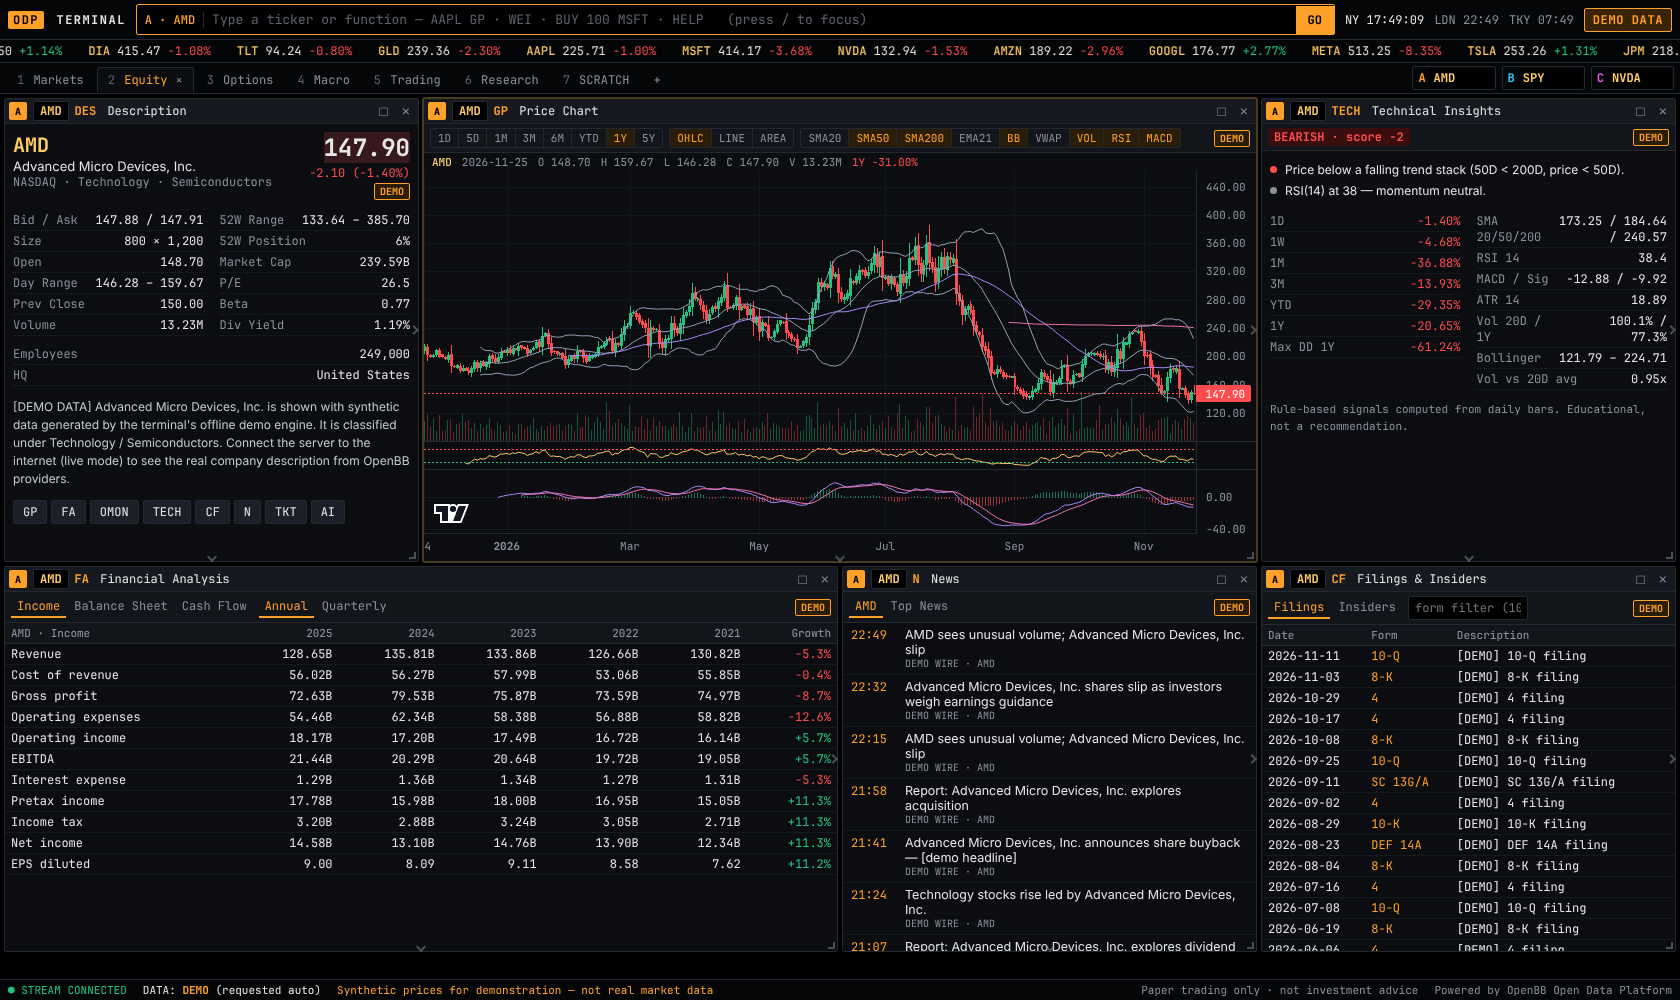 ODP TERMINAL A · AMD Type a ticker or function — AAPL GP · WEI · BUY 100 MSFT · HELP (press / to focus) GO NY 17:49:09 LDN 22:49 TKY 07:49 DEMO DATA
50 +1.14% DIA 415.47 -1.08% TLT 94.24 -0.80% GLD 239.36 -2.30% AAPL 225.71 -1.00% MSFT 414.17 -3.68% NVDA 132.94 -1.53% AMZN 189.22 -2.96% GOOGL 176.77 +2.77% META 513.25 -8.35% TSLA 253.26 +1.31% JPM 218.
1 Markets 2 Equity × 3 Options 4 Macro 5 Trading 6 Research 7 SCRATCH + A AMD B SPY C NVDA
A AMD DES Description
AMD 147.90
Advanced Micro Devices, Inc. -2.10 (-1.40%)
NASDAQ · Technology · Semiconductors DEMO
Bid / Ask 147.88 / 147.91 52W Range 133.64 – 385.70
Size 800 × 1,200 52W Position 6%
Open 148.70 Market Cap 239.59B
Day Range 146.28 – 159.67 P/E 26.5
Prev Close 150.00 Beta 0.77
Volume 13.23M Div Yield 1.19%
Employees 249,000
HQ United States
[DEMO DATA] Advanced Micro Devices, Inc. is shown with synthetic
data generated by the terminal's offline demo engine. It is classified
under Technology / Semiconductors. Connect the server to the
internet (live mode) to see the real company description from OpenBB
providers.
GP FA OMON TECH CF N TKT AI
A AMD GP Price Chart
1D 5D 1M 3M 6M YTD 1Y 5Y OHLC LINE AREA SMA20 SMA50 SMA200 EMA21 BB VWAP VOL RSI MACD DEMO
AMD 2026-11-25 O 148.70 H 159.67 L 146.28 C 147.90 V 13.23M 1Y -31.00%
440.00
400.00
360.00
320.00
280.00
240.00
200.00
160.00
147.90
120.00
0.00
-40.00
4 2026 Mar May Jul Sep Nov
A AMD TECH Technical Insights
BEARISH · score -2 DEMO
Price below a falling trend stack (50D < 200D, price < 50D).
RSI(14) at 38 — momentum neutral.
1D -1.40%
1W -4.68%
1M -36.88%
3M -13.93%
YTD -29.35%
1Y -20.65%
Max DD 1Y -61.24%
SMA 173.25 / 184.64
20/50/200 / 240.57
RSI 14 38.4
MACD / Sig -12.88 / -9.92
ATR 14 18.89
Vol 20D / 100.1% /
1Y 77.3%
Bollinger 121.79 – 224.71
Vol vs 20D avg 0.95x
Rule-based signals computed from daily bars. Educational,
not a recommendation.
A AMD FA Financial Analysis
Income Balance Sheet Cash Flow Annual Quarterly DEMO
AMD · Income 2025 2024 2023 2022 2021 Growth
Revenue 128.65B 135.81B 133.86B 126.66B 130.82B -5.3%
Cost of revenue 56.02B 56.27B 57.99B 53.06B 55.85B -0.4%
Gross profit 72.63B 79.53B 75.87B 73.59B 74.97B -8.7%
Operating expenses 54.46B 62.34B 58.38B 56.88B 58.82B -12.6%
Operating income 18.17B 17.20B 17.49B 16.72B 16.14B +5.7%
EBITDA 21.44B 20.29B 20.64B 19.72B 19.05B +5.7%
Interest expense 1.29B 1.36B 1.34B 1.27B 1.31B -5.3%
Pretax income 17.78B 15.98B 18.00B 16.95B 15.05B +11.3%
Income tax 3.20B 2.88B 3.24B 3.05B 2.71B +11.3%
Net income 14.58B 13.10B 14.76B 13.90B 12.34B +11.3%
EPS diluted 9.00 8.09 9.11 8.58 7.62 +11.2%
A AMD N News
AMD Top News DEMO
22:49 AMD sees unusual volume; Advanced Micro Devices, Inc.
slip
DEMO WIRE · AMD
22:32 Advanced Micro Devices, Inc. shares slip as investors
weigh earnings guidance
DEMO WIRE · AMD
22:15 AMD sees unusual volume; Advanced Micro Devices, Inc.
slip
DEMO WIRE · AMD
21:58 Report: Advanced Micro Devices, Inc. explores
acquisition
DEMO WIRE · AMD
21:41 Advanced Micro Devices, Inc. announces share buyback
— [demo headline]
DEMO WIRE · AMD
21:24 Technology stocks rise led by Advanced Micro Devices,
Inc.
DEMO WIRE · AMD
21:07 Report: Advanced Micro Devices, Inc. explores dividend
A AMD CF Filings & Insiders
Filings Insiders form filter (10 DEMO
Date Form Description
2026-11-11 10-Q [DEMO] 10-Q filing
2026-11-03 8-K [DEMO] 8-K filing
2026-10-29 4 [DEMO] 4 filing
2026-10-17 4 [DEMO] 4 filing
2026-10-08 8-K [DEMO] 8-K filing
2026-09-25 10-Q [DEMO] 10-Q filing
2026-09-11 SC 13G/A [DEMO] SC 13G/A filing
2026-09-02 4 [DEMO] 4 filing
2026-08-29 10-K [DEMO] 10-K filing
2026-08-23 DEF 14A [DEMO] DEF 14A filing
2026-08-04 8-K [DEMO] 8-K filing
2026-07-16 4 [DEMO] 4 filing
2026-07-08 10-Q [DEMO] 10-Q filing
2026-06-19 8-K [DEMO] 8-K filing
2026-06-06 4 [DEMO] 4 filing
STREAM CONNECTED DATA: DEMO (requested auto) Synthetic prices for demonstration — not real market data Paper trading only · not investment advice Powered by OpenBB Open Data Platform